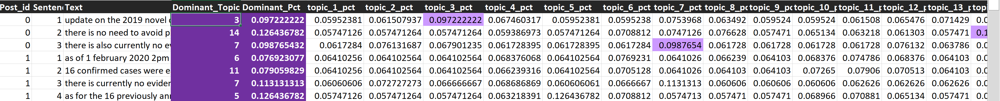 Post_id Senten Text Dominant_Topic Dominant_Pct topic_1_pct topic_2_pct topic_3_pct topic_4_pct topic_5_pct topic_6_pct topic_7_pct topic_8_pc topic_9_pc topic_10_ topic_11_p topic_12_p topic_13_p topi
0 1 update on the 2019 novel 3 0.097222222 0.05952381 0.061507937 0.097222222 0.067460317 0.05952381 0.0595238 0.0753968 0.063492 0.059524 0.059524 0.061508 0.065476 0.071429 0.0
0 2 there is no need to avoid p 14 0.126436782 0.05747126 0.057471264 0.057471264 0.059386973 0.057471264 0.0708812 0.0747126 0.076628 0.057471 0.065134 0.063218 0.061303 0.057471 0.1
0 3 there is also currently no ev 7 0.098765432 0.0617284 0.076131687 0.067901235 0.061728395 0.061728395 0.0617284 0.0987654 0.061728 0.061728 0.061728 0.061728 0.076132 0.063786 0.0
1 1 as of 1 february 2020 2pm 6 0.076923077 0.06410256 0.064102564 0.064102564 0.068376068 0.064102564 0.0769231 0.0641026 0.066239 0.064103 0.068376 0.074786 0.068376 0.064103 0.0
1 2 16 confirmed cases were e 11 0.079059829 0.06410256 0.064102564 0.064102564 0.066239316 0.064102564 0.0705128 0.0641026 0.064103 0.064103 0.07265 0.07906 0.070513 0.064103 0.0
1 3 there is currently no eviden 7 0.113131313 0.06060606 0.072727273 0.066666667 0.068686869 0.060606061 0.0666667 0.1131313 0.060606 0.060606 0.060606 0.062626 0.062626 0.062626 0.0
1 4 as for the 16 previously ann 5 0.126436782 0.05747126 0.057471264 0.057471264 0.063218391 0.126436782 0.0708812 0.0574713 0.057471 0.057471 0.068966 0.070881 0.065134 0.057471 0.0